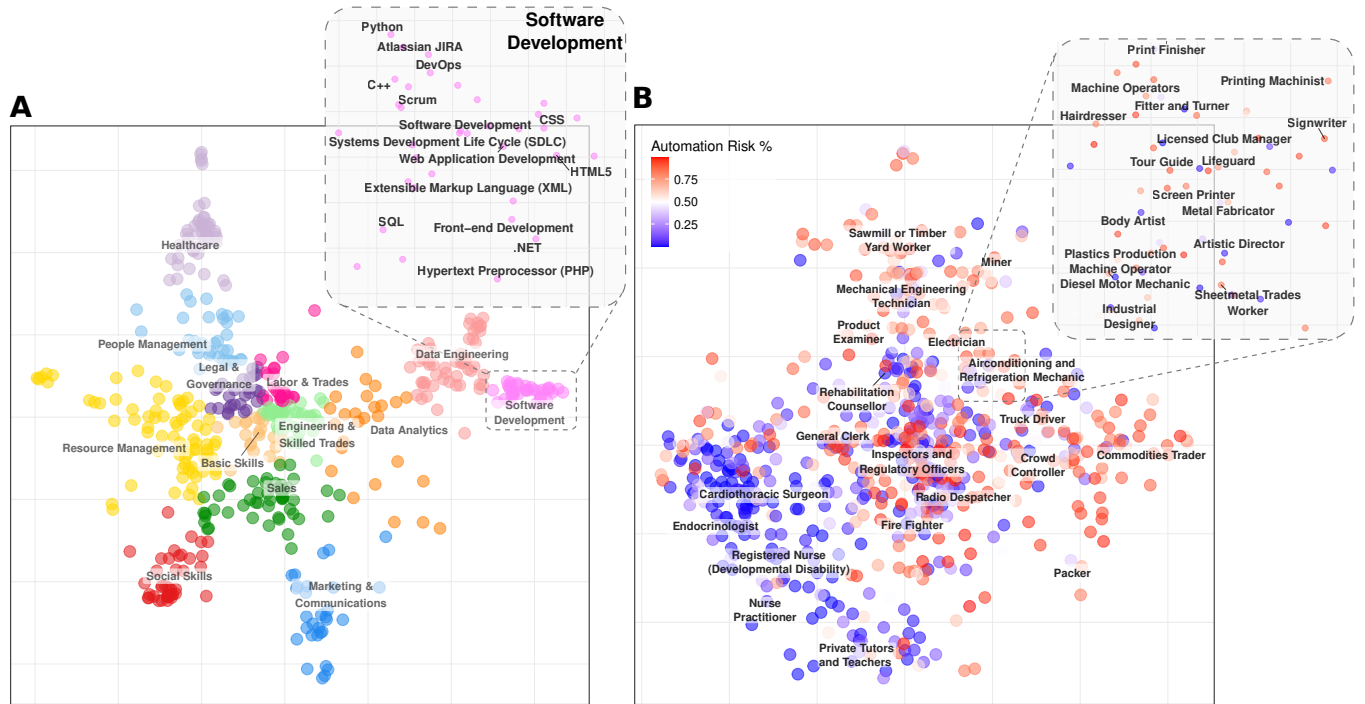 A
Software
Development
Python
Atlassian JIRA
DevOps
C++
Scrum
CSS
Software Development
Systems Development Life Cycle (SDLC)
Web Application Development
HTML5
Extensible Markup Language (XML)
SQL
Front−end Development
.NET
Hypertext Preprocessor (PHP)
Healthcare
People Management
Legal &
Governance
Labor & Trades
Data Engineering
Software
Development
Engineering &
Skilled Trades
Data Analytics
Resource Management
Basic Skills
Sales
Social Skills
Marketing &
Communications
B
Automation Risk %
0.75
0.50
0.25
Print Finisher
Machine Operators
Printing Machinist
Fitter and Turner
Hairdresser
Signwriter
Licensed Club Manager
Tour Guide
Lifeguard
Screen Printer
Metal Fabricator
Body Artist
Artistic Director
Plastics Production
Machine Operator
Diesel Motor Mechanic
Sheetmetal Trades
Worker
Industrial
Designer
Sawmill or Timber
Yard Worker
Miner
Mechanical Engineering
Technician
Product
Examiner
Electrician
Airconditioning and
Refrigeration Mechanic
Rehabilitation
Counsellor
Truck Driver
General Clerk
Inspectors and
Regulatory Officers
Crowd
Controller
Commodities Trader
Cardiothoracic Surgeon
Radio Despatcher
Endocrinologist
Fire Fighter
Registered Nurse
(Developmental Disability)
Packer
Nurse
Practitioner
Private Tutors
and Teachers